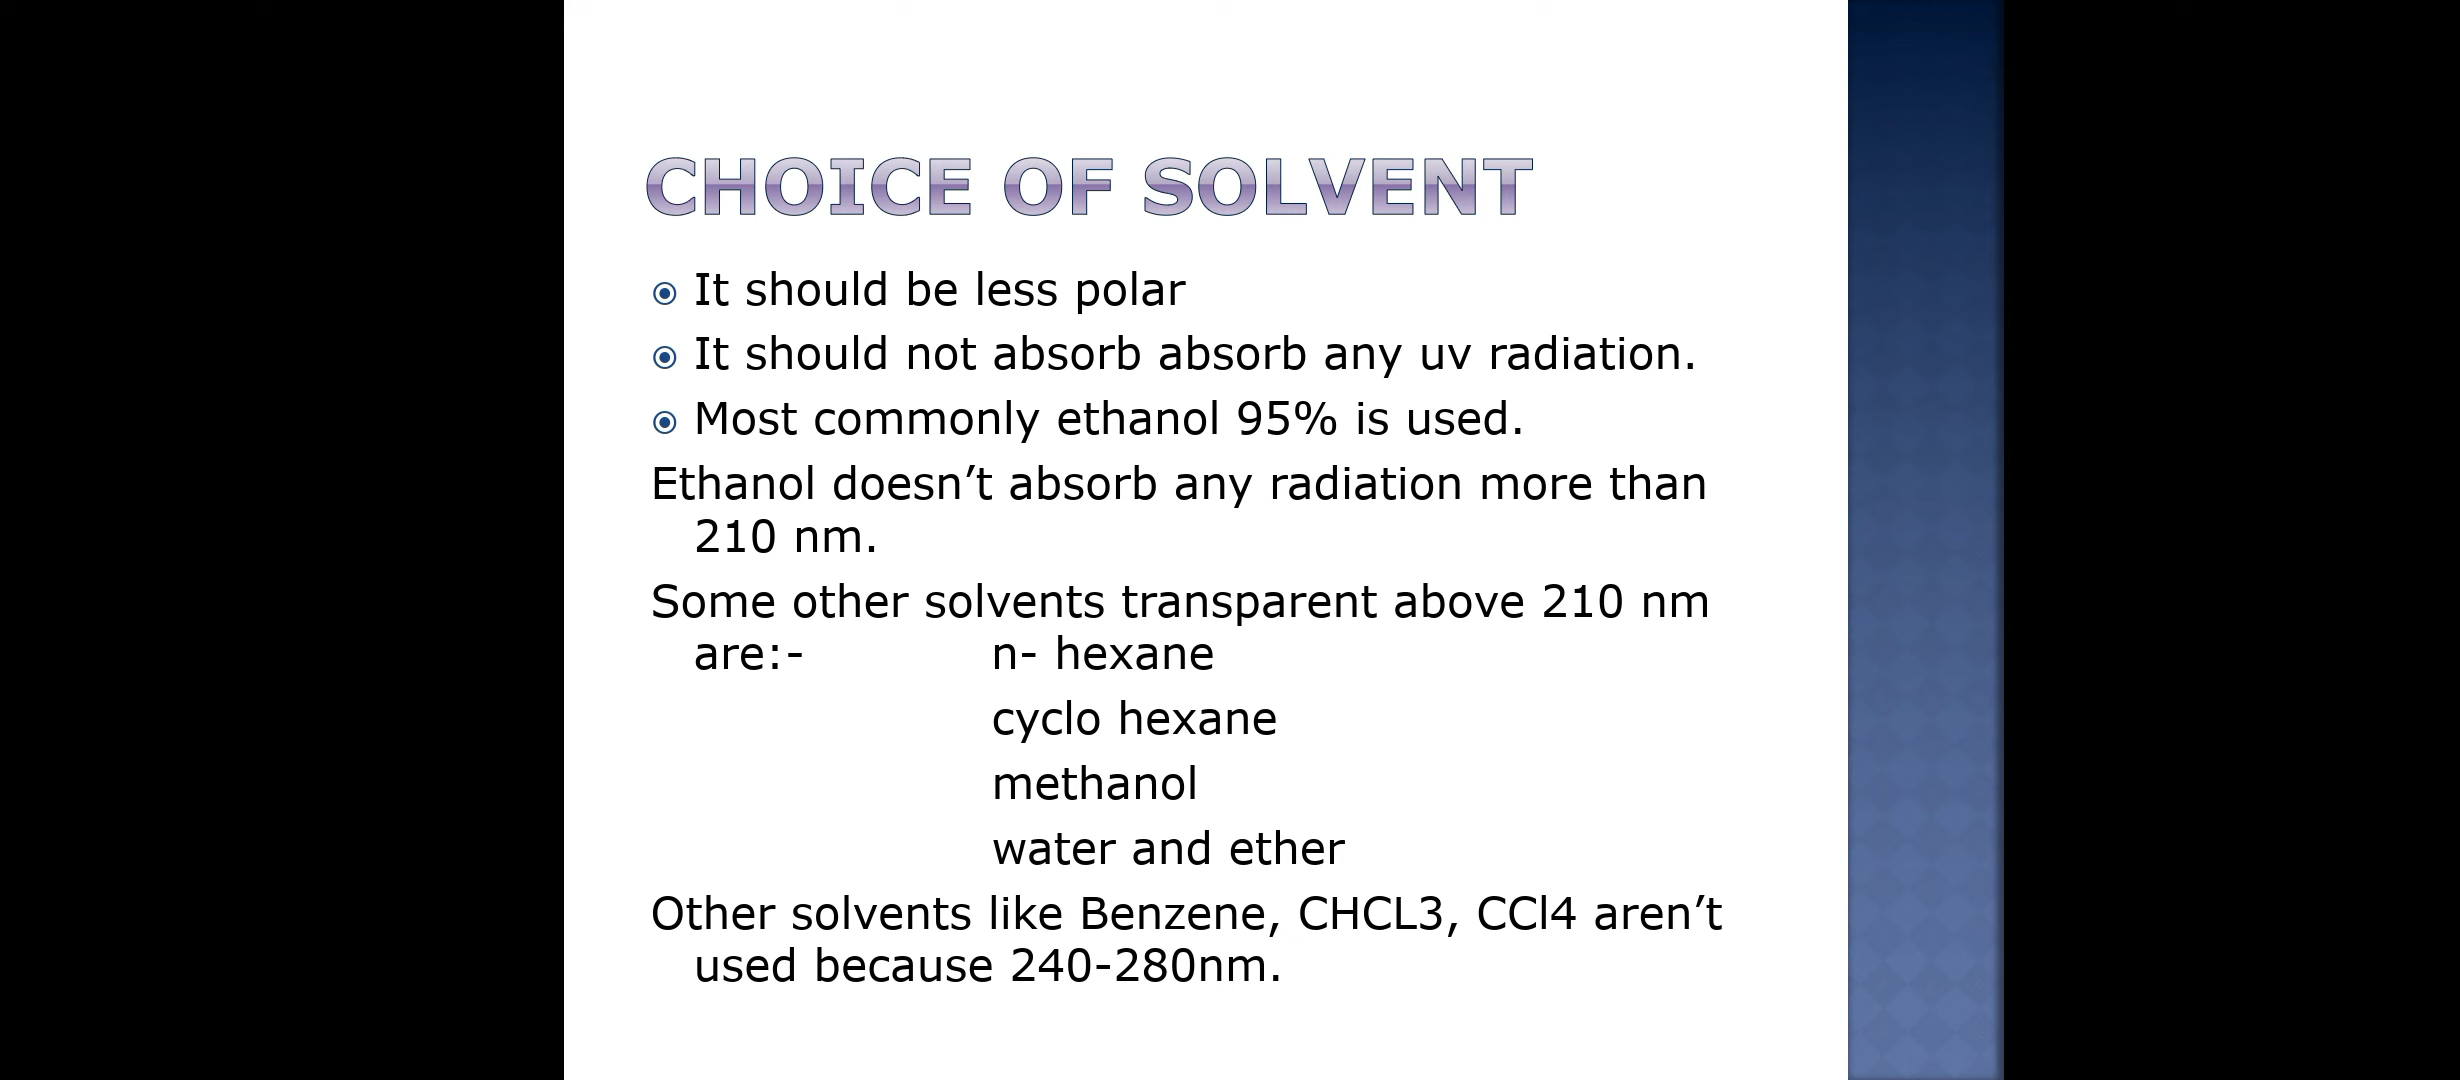 CHOICE OF SOLVENT
It should be less polar
It should not absorb absorb any uv radiation.
Most commonly ethanol 95% is used.
Ethanol doesn’t absorb any radiation more than
210 nm.
Some other solvents transparent above 210 nm
are:- n- hexane
cyclo hexane
methanol
water and ether
Other solvents like Benzene, CHCL3, CCl4 aren’t
used because 240-280nm.